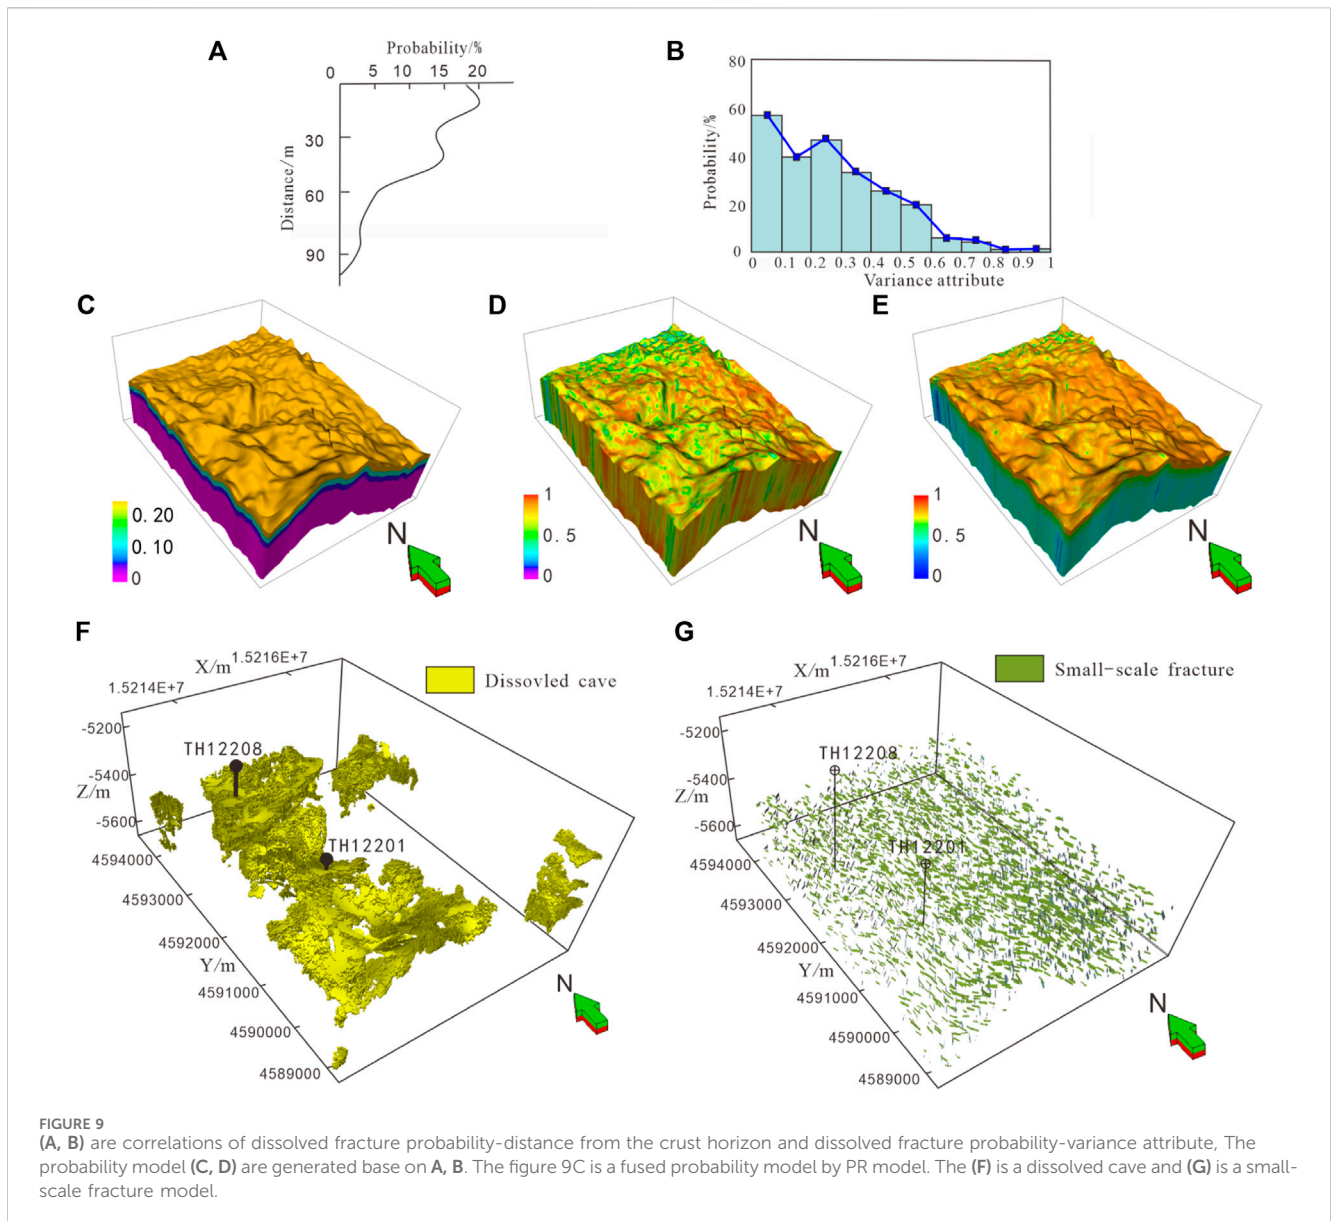 A
Probability/%
0 5 10 15 20
30
60
90
Distance/m
B
80
60
40
20
0
Probability/%
0 0.1 0.2 0.3 0.4 0.5 0.6 0.7 0.8 0.9 1
Variance attribute
C
0. 20
0. 10
0
N
D
1
0. 5
0
N
E
1
0. 5
0
N
F
X/m
1.5216E+7
1.5214E+7
Dissovled cave
-5200
-5400
Z/m
-5600
TH12208
TH12201
4594000
4593000
4592000
Y/m
4591000
4590000
4589000
N
G
X/m
1.5216E+7
1.5214E+7
Small-scale fracture
-5200
-5400
Z/m
-5600
TH12208
TH12201
4594000
4593000
4592000
Y/m
4591000
4590000
4589000
N
FIGURE 9
(A, B) are correlations of dissolved fracture probability-distance from the crust horizon and dissolved fracture probability-variance attribute, The
probability model (C, D) are generated base on A, B. The figure 9C is a fused probability model by PR model. The (F) is a dissolved cave and (G) is a small-
scale fracture model.